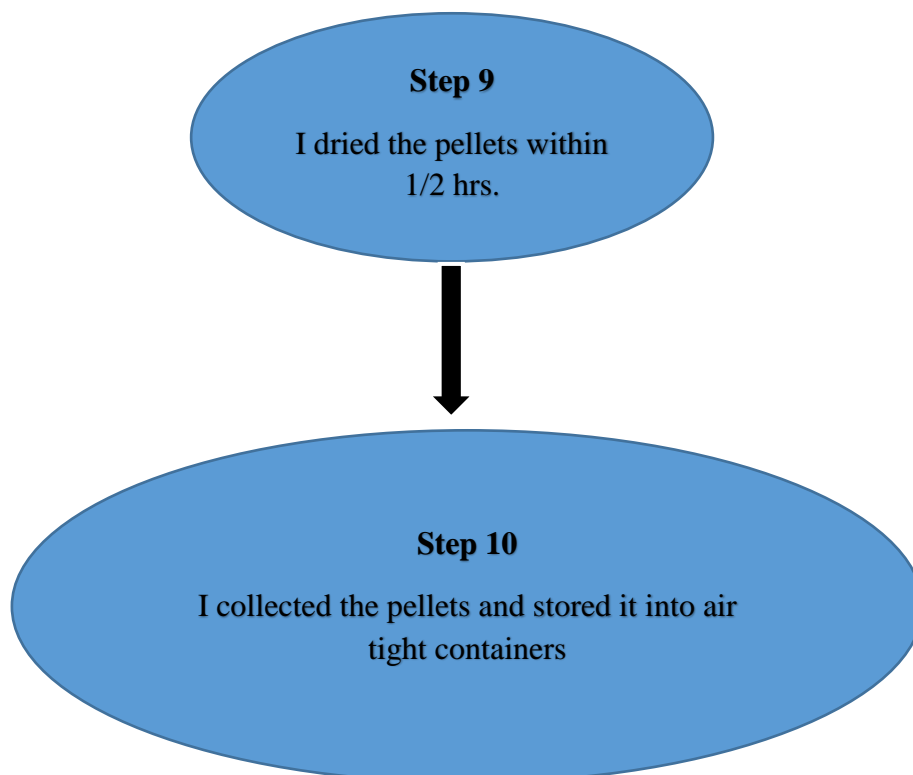 Step 9
I dried the pellets within
1/2 hrs.
Step 10
I collected the pellets and stored it into air
tight containers